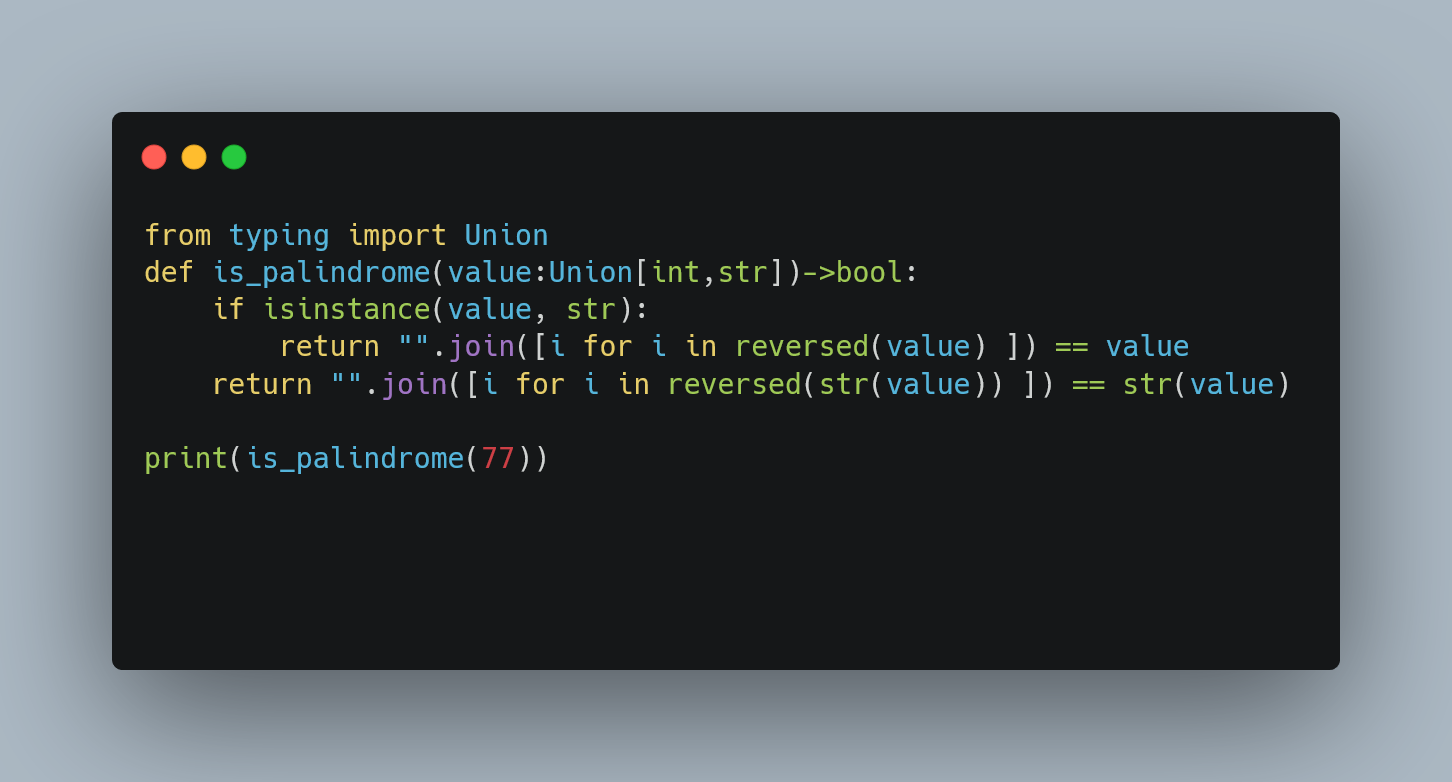 from typing import Union
def is_palindrome(value:Union[int,str])->bool:
    if isinstance(value, str):
        return "".join([i for i in reversed(value) ]) == value
    return "".join([i for i in reversed(str(value)) ]) == str(value)

print(is_palindrome(77))